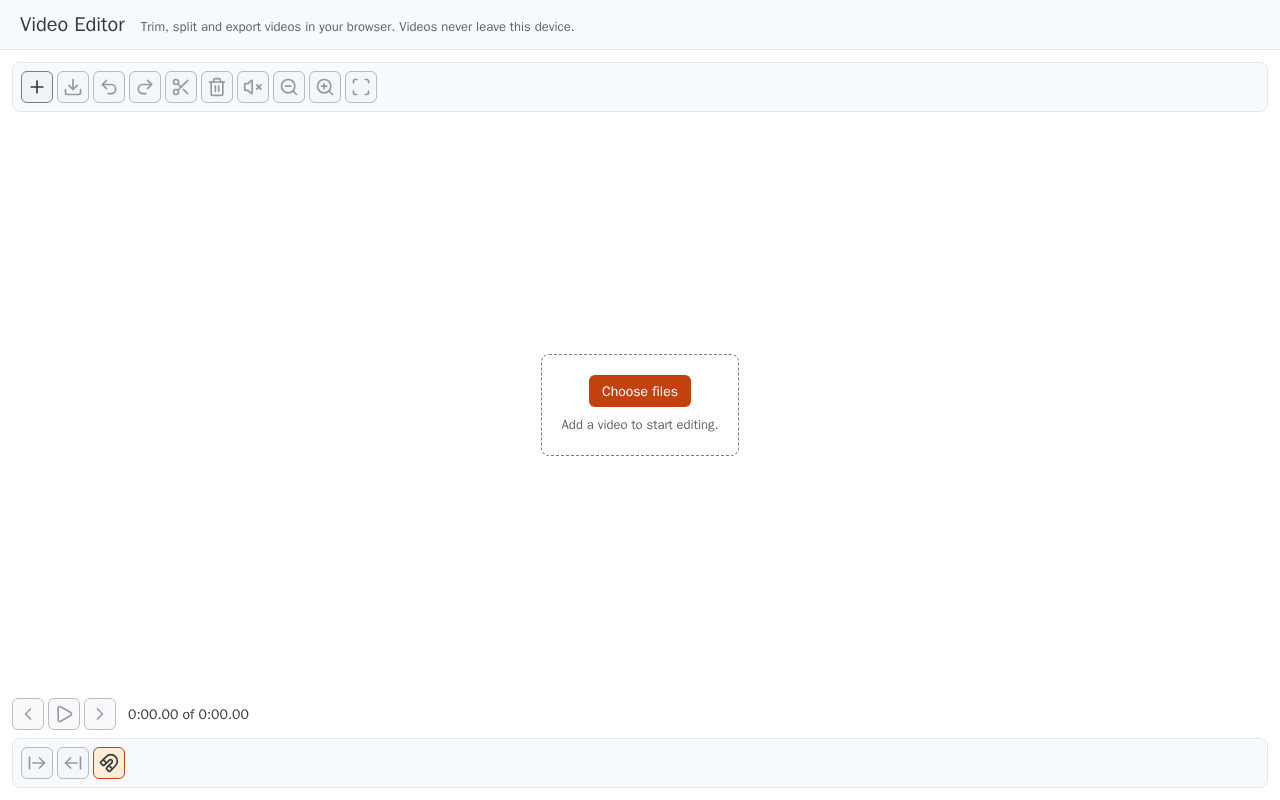 Video Editor
Trim, split and export videos in your browser. Videos never leave this device.
Choose files
Add a video to start editing.
0:00.00 of 0:00.00